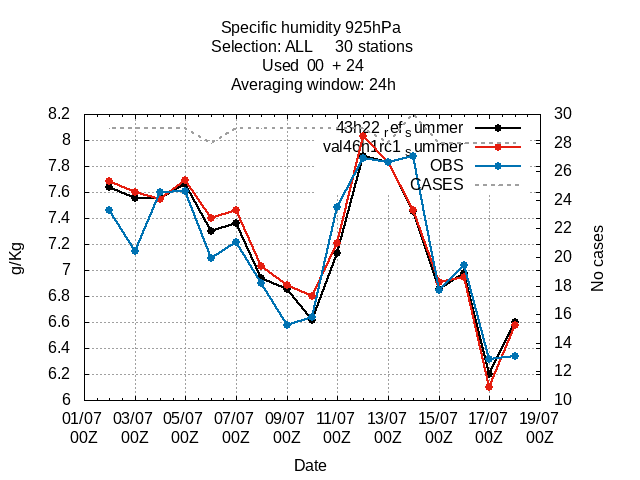 Specific humidity 925hPa
Selection: ALL     30 stations
Used  00  + 24
Averaging window: 24h
43h22_ref_summer
val46h1rc1_summer
OBS
CASES
8.2
8
7.8
7.6
7.4
7.2
7
6.8
6.6
6.4
6.2
6
g/Kg
30
28
26
24
22
20
18
16
14
12
10
No cases
01/07 03/07 05/07 07/07 09/07 11/07 13/07 15/07 17/07 19/07
00Z 00Z 00Z 00Z 00Z 00Z 00Z 00Z 00Z 00Z
Date